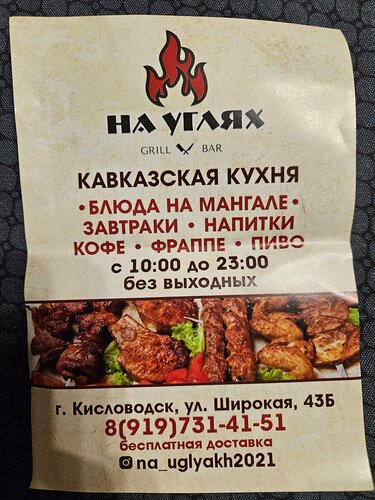 НА УГЛЯХ
GRILL BAR
КАВКАЗСКАЯ КУХНЯ
• БЛЮДА НА МАНГАЛЕ •
ЗАВТРАКИ • НАПИТКИ
КОФЕ • ФРАППЕ • ПИВО
с 10:00 до 23:00
без выходных
г. Кисловодск, ул. Широкая, 43Б
8(919)731-41-51
бесплатная доставка
na_uglyakh2021